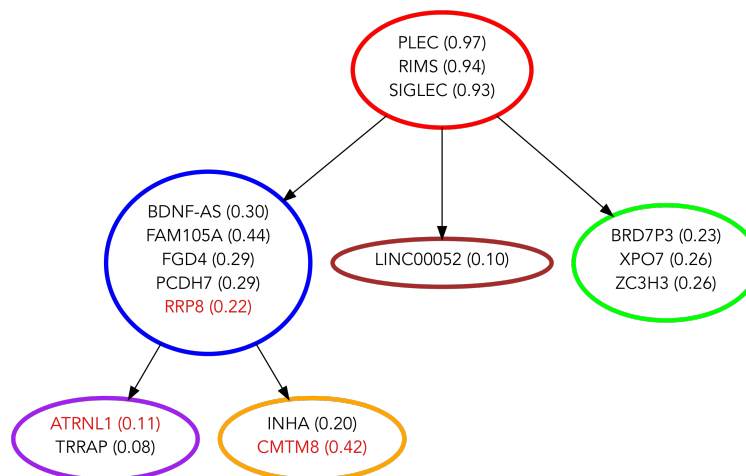 PLEC (0.97)
RIMS (0.94)
SIGLEC (0.93)
BDNF-AS (0.30)
FAM105A (0.44)
FGD4 (0.29)
PCDH7 (0.29)
RRP8 (0.22)
LINC00052 (0.10)
BRD7P3 (0.23)
XPO7 (0.26)
ZC3H3 (0.26)
ATRNL1 (0.11)
TRRAP (0.08)
INHA (0.20)
CMTM8 (0.42)